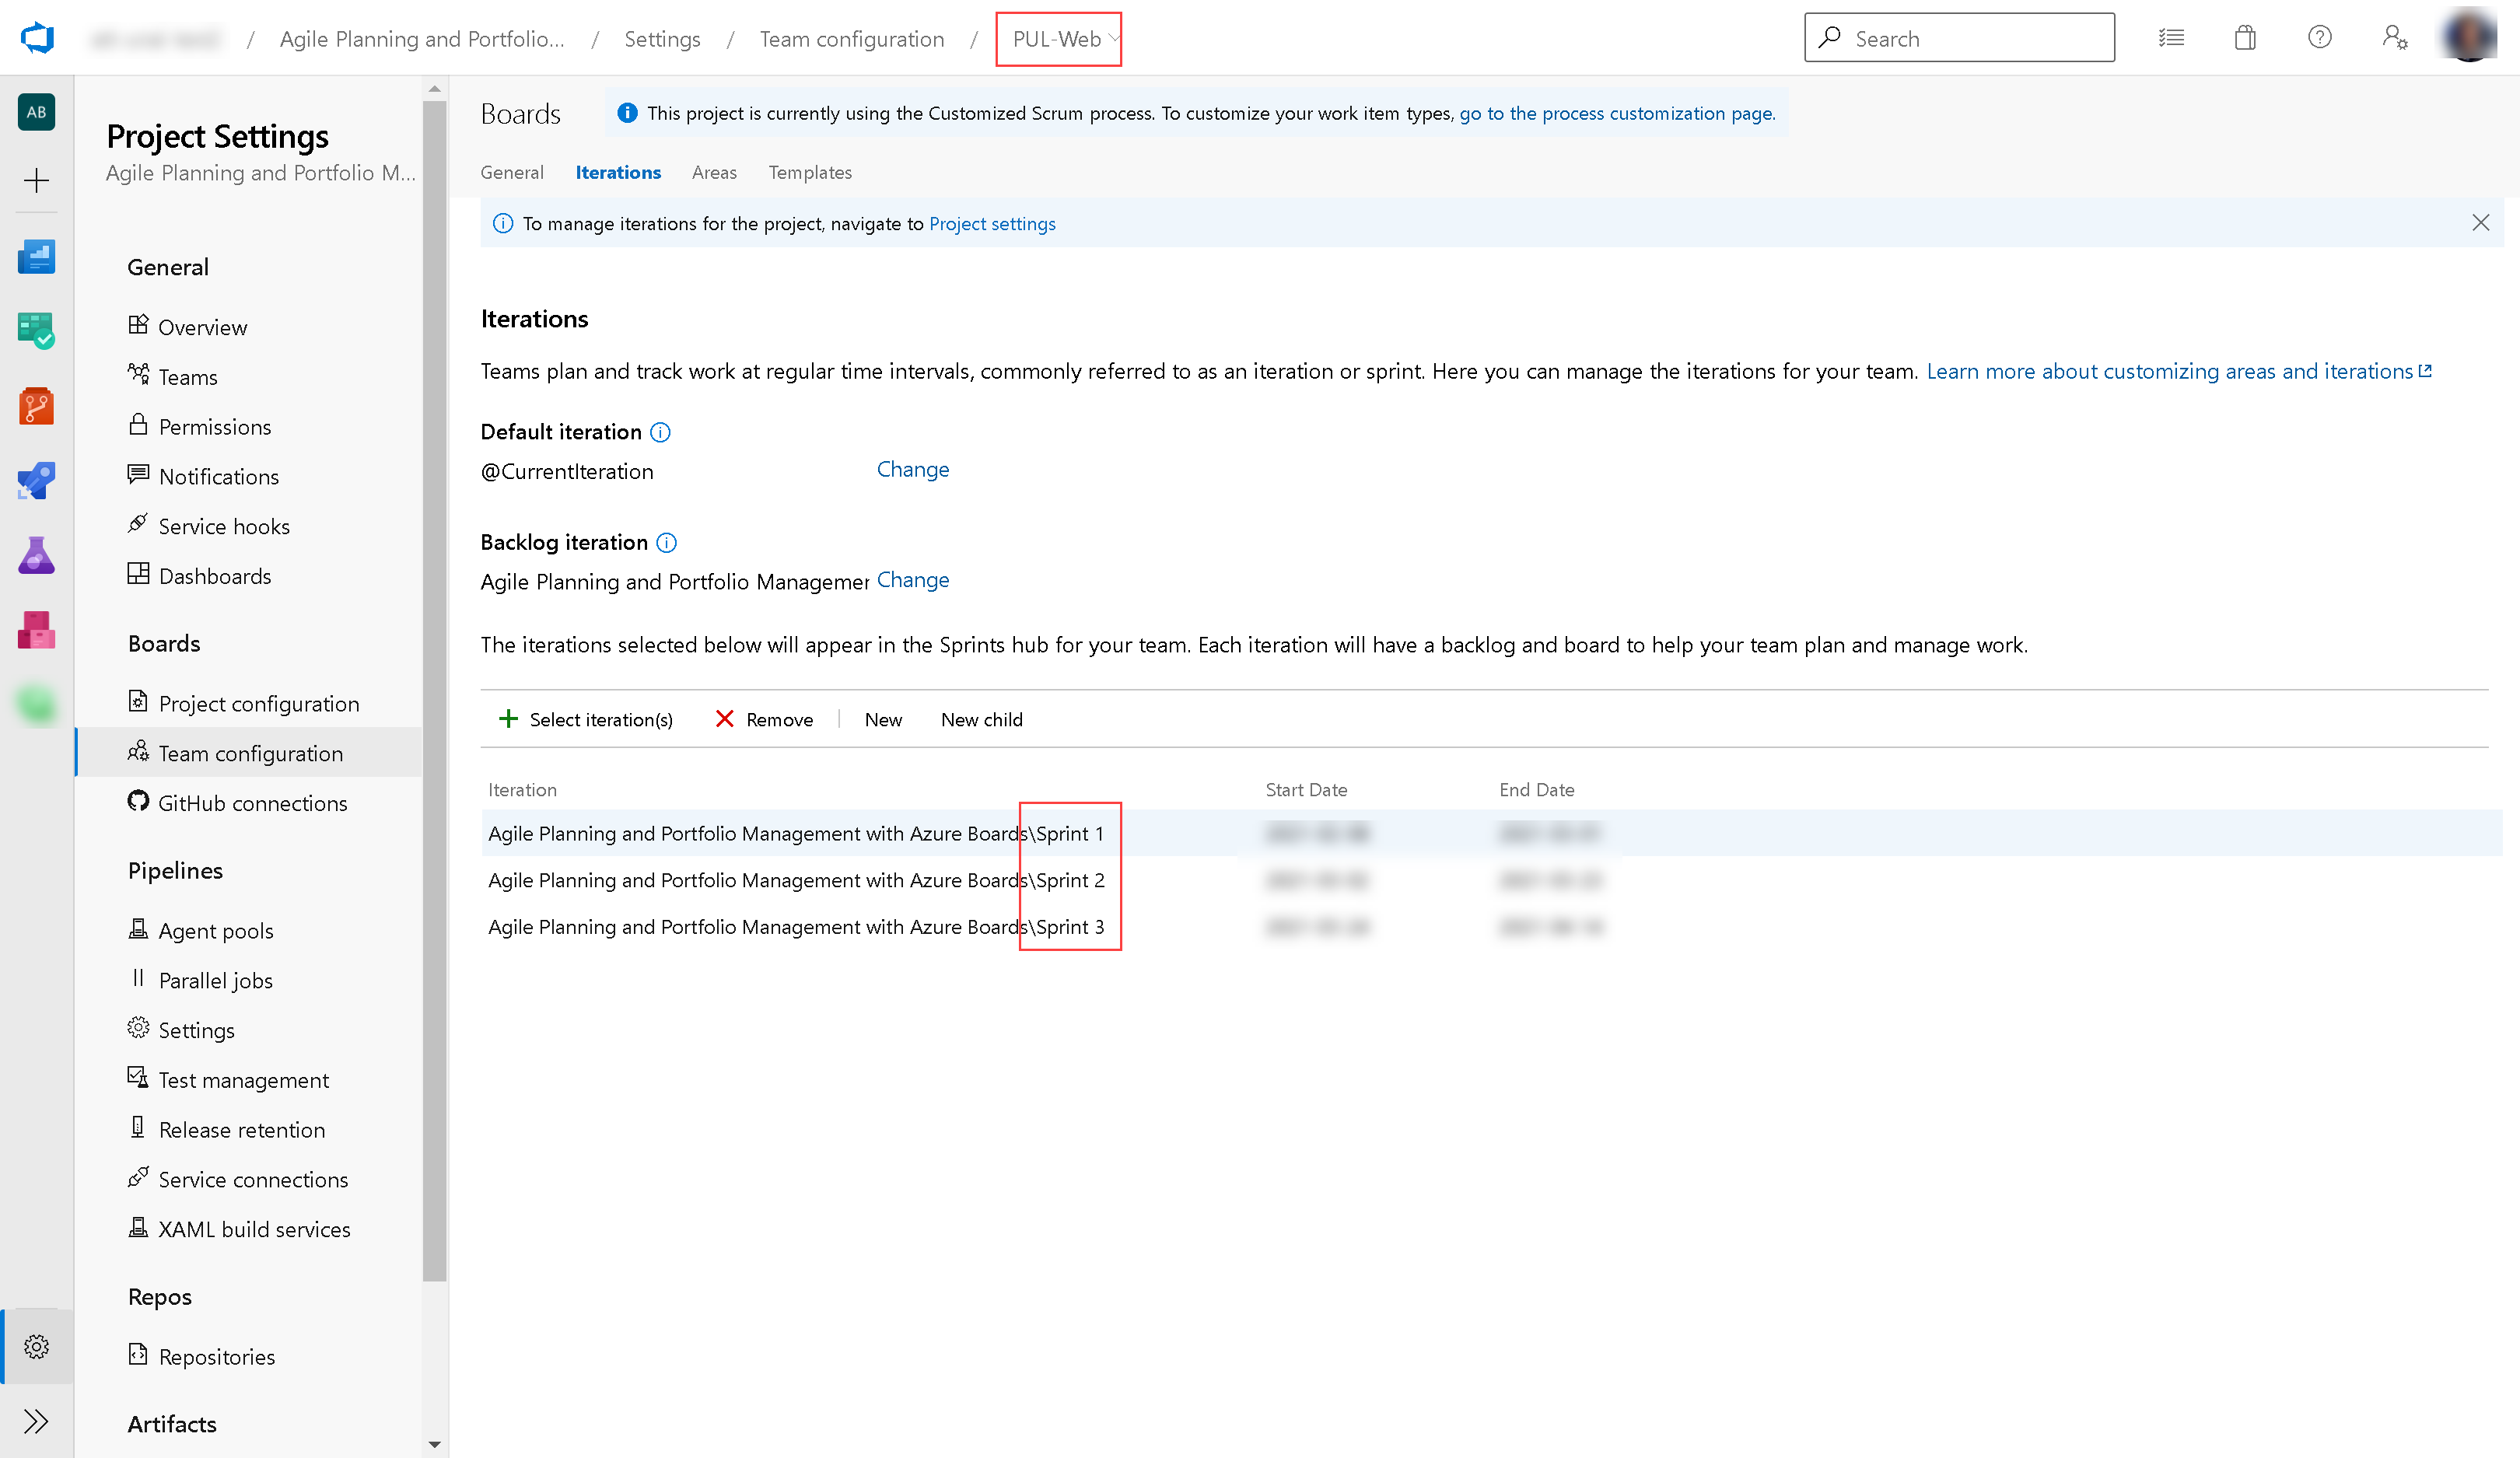 / Agile Planning and Portfolio... / Settings / Team configuration / PUL-Web
Search
AB
Project Settings
Agile Planning and Portfolio M...
General
Overview
Teams
Permissions
Notifications
Service hooks
Dashboards
Boards
Project configuration
Team configuration
GitHub connections
Pipelines
Agent pools
Parallel jobs
Settings
Test management
Release retention
Service connections
XAML build services
Repos
Repositories
Artifacts
Boards
This project is currently using the Customized Scrum process. To customize your work item types, go to the process customization page.
General Iterations Areas Templates
To manage iterations for the project, navigate to Project settings
Iterations
Teams plan and track work at regular time intervals, commonly referred to as an iteration or sprint. Here you can manage the iterations for your team. Learn more about customizing areas and iterations
Default iteration
@CurrentIteration Change
Backlog iteration
Agile Planning and Portfolio Managemer Change
The iterations selected below will appear in the Sprints hub for your team. Each iteration will have a backlog and board to help your team plan and manage work.
Select iteration(s) Remove New New child
Iteration Start Date End Date
Agile Planning and Portfolio Management with Azure Boards\Sprint 1
Agile Planning and Portfolio Management with Azure Boards\Sprint 2
Agile Planning and Portfolio Management with Azure Boards\Sprint 3